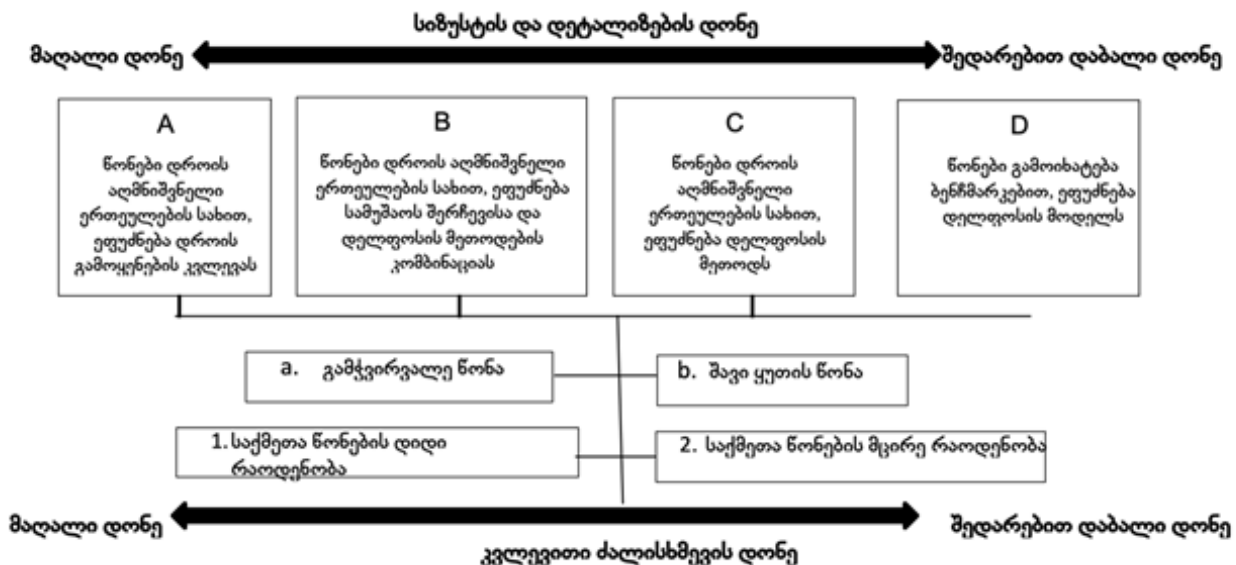 სიზუსტის და დეტალიზების დონე
მაღალი დონე
შედარებით დაბალი დონე
A
წონები დროის
აღმნიშვნელი
ერთეულების სახით,
ეფუძნება დროის
გამოყენების კვლევას
B
წონები დროის აღმნიშვნელი
ერთეულების სახით, ეფუძნება
სამუშაოს შერჩევისა და
დელფოსის მეთოდების
კომბინაციას
C
წონები დროის
აღმნიშვნელი
ერთეულების სახით,
ეფუძნება დელფოსის
მეთოდს
D
წონები გამოიხატება
ბენჩმარკებით, ეფუძნება
დელფოსის მოდელს
a. გამჭვირვალე წონა
b. შავი ყუთის წონა
1. საქმეთა წონების დიდი
რაოდენობა
2. საქმეთა წონების მცირე რაოდენობა
მაღალი დონე
შედარებით დაბალი დონე
კვლევითი ძალისხმევის დონე